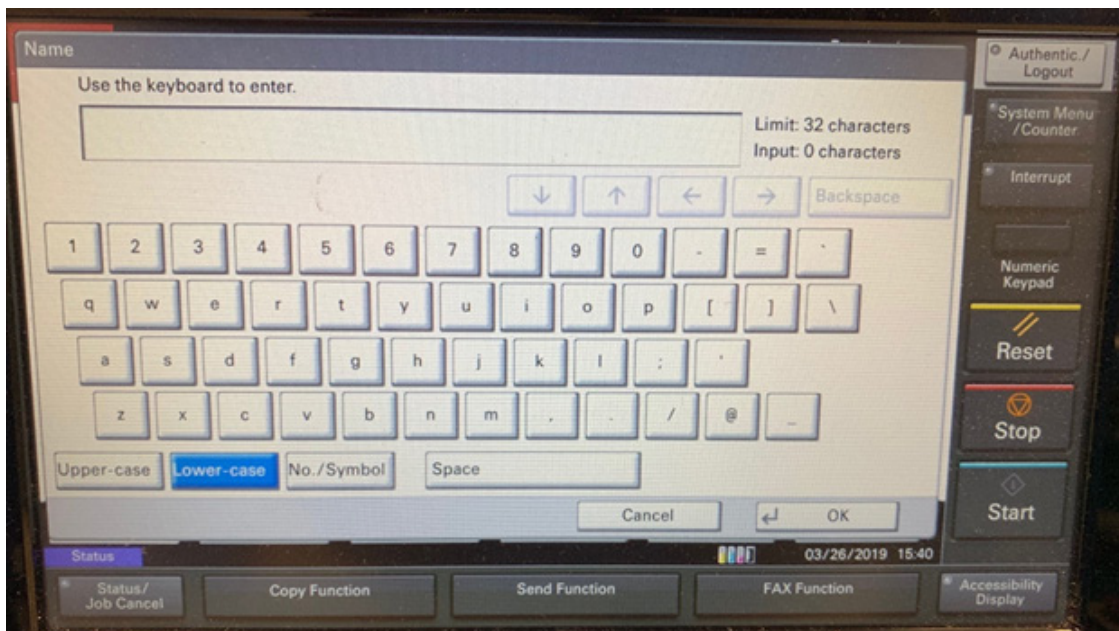 Name
Use the keyboard to enter.
Limit: 32 characters
Input: 0 characters
↓ ↑ ← → Backspace
1 2 3 4 5 6 7 8 9 0 - = `
q w e r t y u i o p [ ] \
a s d f g h j k l ; '
z x c v b n m , . / @ _
Upper-case Lower-case No./Symbol Space
Cancel ↵ OK
Status 03/26/2019 15:40
Status/
Job Cancel
Copy Function
Send Function
FAX Function
Accessibility
Display
Authentic./
Logout
System Menu
/Counter
Interrupt
Numeric
Keypad
Reset
Stop
Start